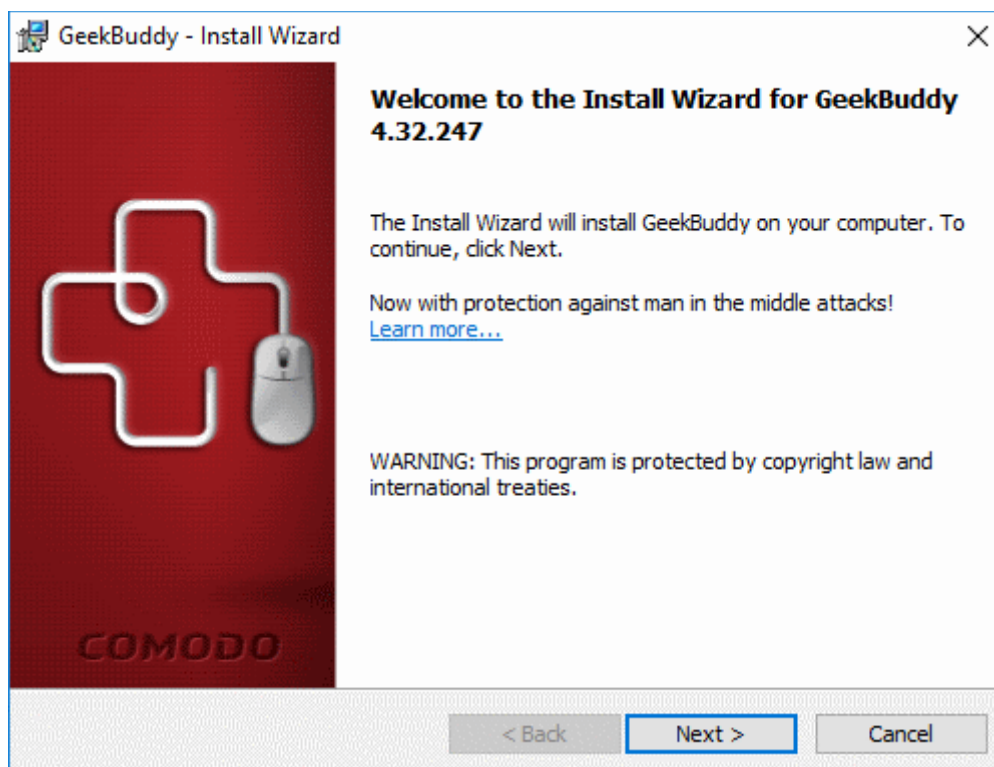 GeekBuddy - Install Wizard
Welcome to the Install Wizard for GeekBuddy
4.32.247
The Install Wizard will install GeekBuddy on your computer. To
continue, click Next.
Now with protection against man in the middle attacks!
Learn more...
WARNING: This program is protected by copyright law and
international treaties.
COMODO
< Back
Next >
Cancel